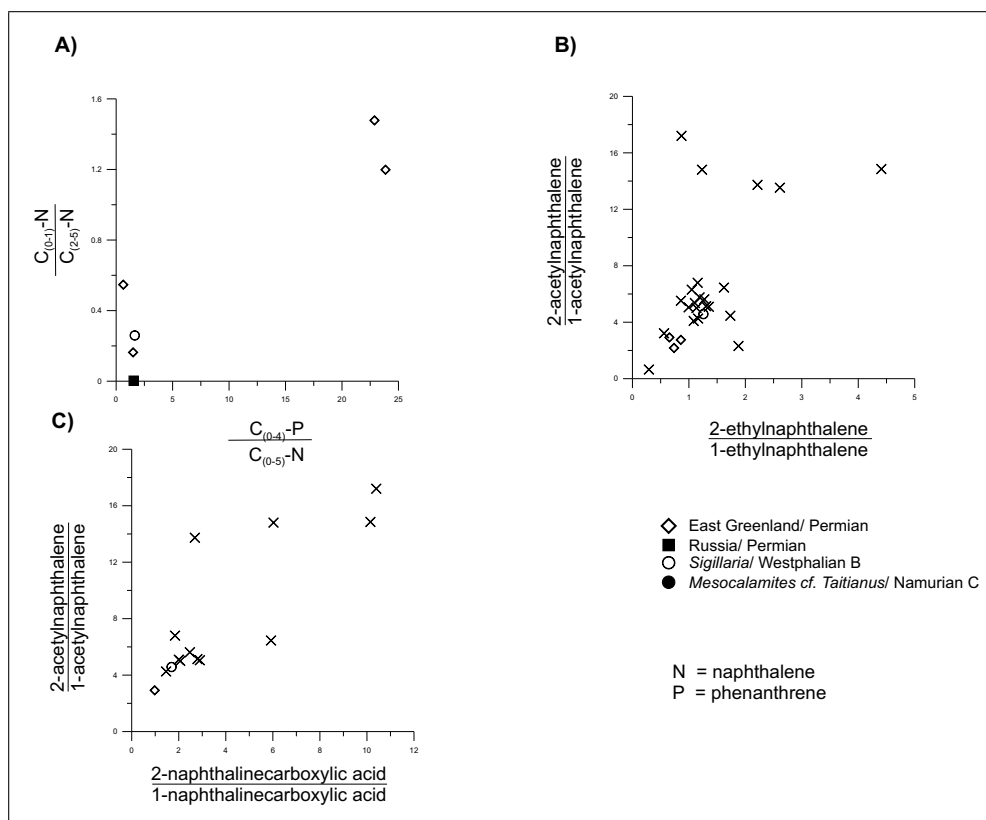 A)
1.6
1.2
0.8
0.4
0
0 5 10 15 20 25
C(0-1)-N
C(2-5)-N
C(0-4)-P
C(0-5)-N
B)
20
16
12
8
4
0
0 1 2 3 4 5
2-acetylnaphthalene
1-acetylnaphthalene
2-ethylnaphthalene
1-ethylnaphthalene
C)
20
16
12
8
4
0
0 2 4 6 8 10 12
2-acetylnaphthalene
1-acetylnaphthalene
2-naphthalinecarboxylic acid
1-naphthalinecarboxylic acid
East Greenland/ Permian
Russia/ Permian
Sigillaria/ Westphalian B
Mesocalamites cf. Taitianus/ Namurian C
N = naphthalene
P = phenanthrene